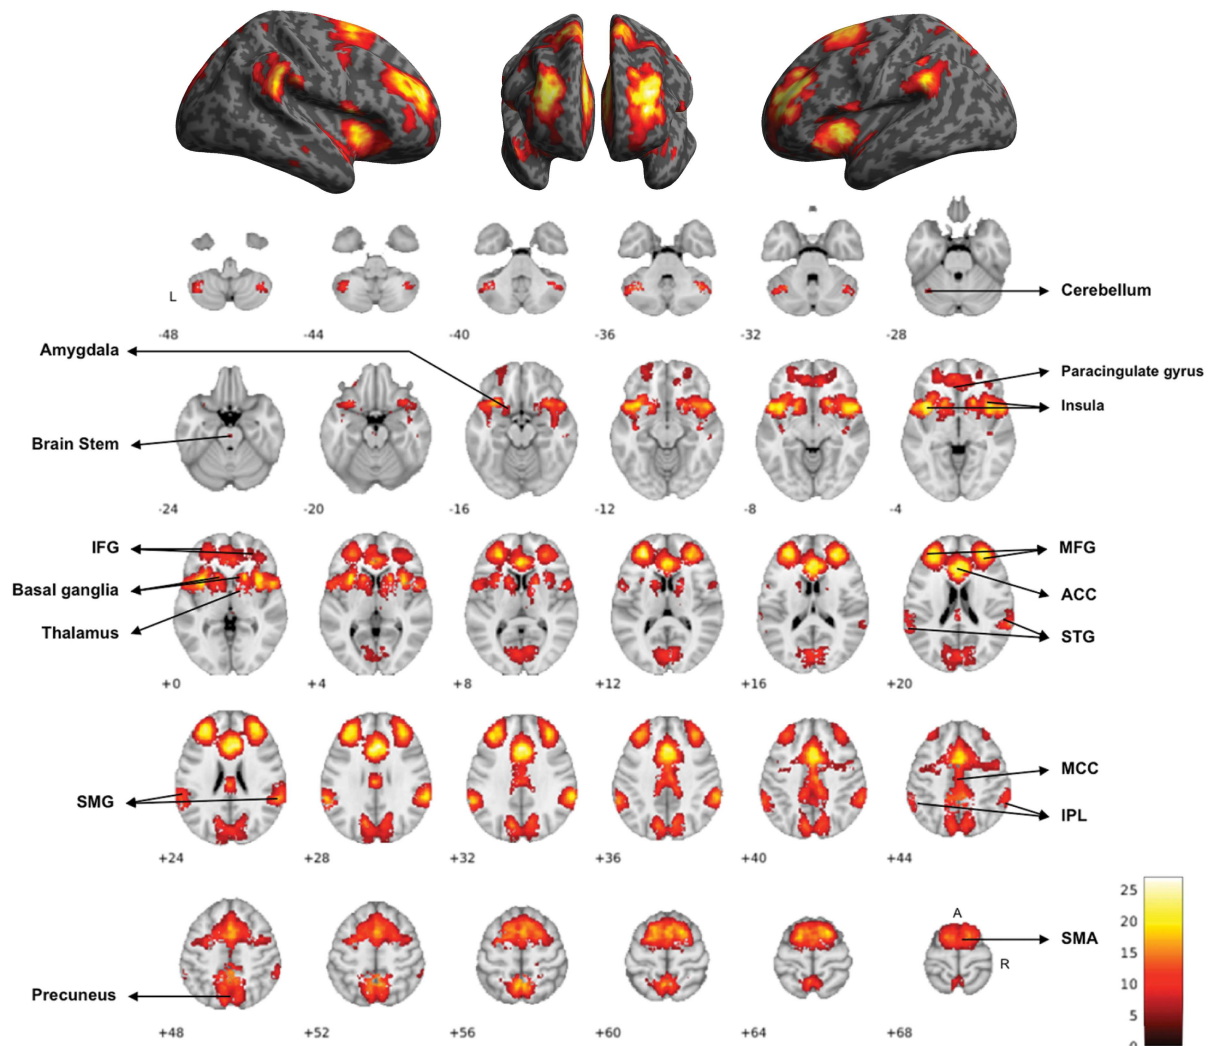 L
-48
-44
-40
-36
-32
-28
Cerebellum
Amygdala
Paracingulate gyrus
Insula
Brain Stem
-24
-20
-16
-12
-8
-4
IFG
MFG
Basal ganglia
ACC
Thalamus
STG
+0
+4
+8
+12
+16
+20
MCC
SMG
IPL
+24
+28
+32
+36
+40
+44
A
SMA
R
Precuneus
+48
+52
+56
+60
+64
+68
25
20
15
10
5
0